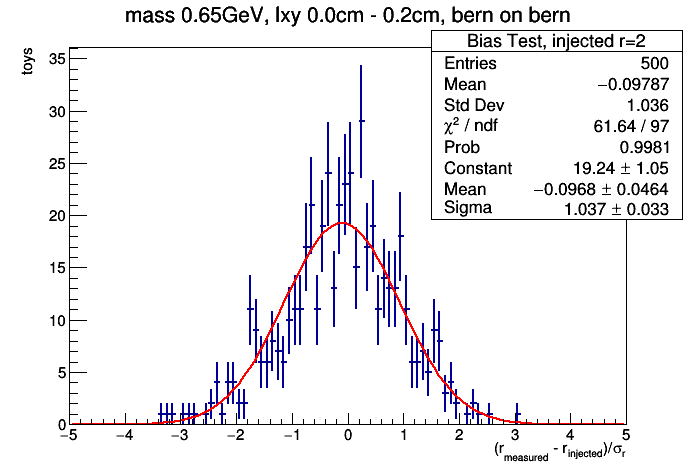 mass 0.65GeV, lxy 0.0cm - 0.2cm, bern on bern
Bias Test, injected r=2
Entries 500
Mean −0.09787
Std Dev 1.036
χ² / ndf 61.64 / 97
Prob 0.9981
Constant 19.24 ± 1.05
Mean −0.0968 ± 0.0464
Sigma 1.037 ± 0.033
toys
35
30
25
20
15
10
5
0
−5 −4 −3 −2 −1 0 1 2 3 4 5
(r_measured - r_injected)/σ_r